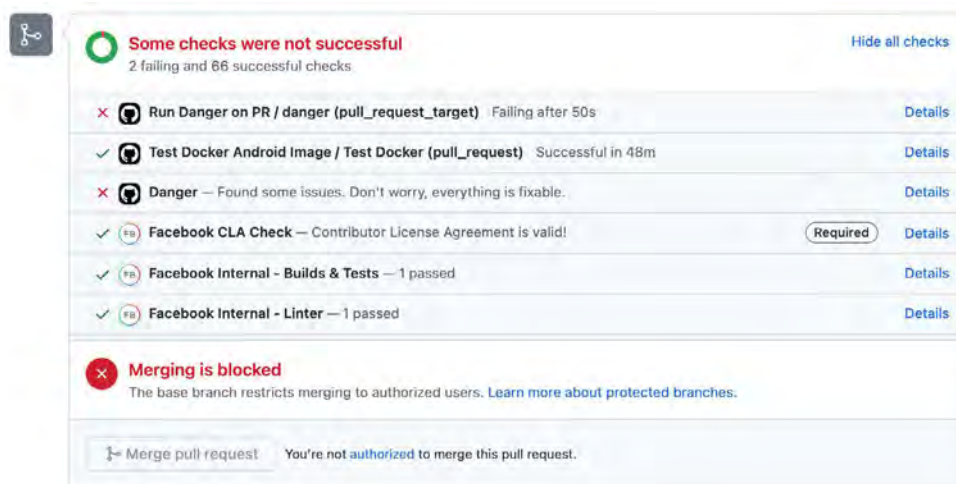 Some checks were not successful
Hide all checks
2 failing and 66 successful checks
Run Danger on PR / danger (pull_request_target) Failing after 50s Details
Test Docker Android Image / Test Docker (pull_request) Successful in 48m Details
Danger — Found some issues. Don't worry, everything is fixable. Details
FB Facebook CLA Check — Contributor License Agreement is valid! Required Details
FB Facebook Internal - Builds & Tests — 1 passed Details
FB Facebook Internal - Linter — 1 passed Details
Merging is blocked
The base branch restricts merging to authorized users. Learn more about protected branches.
Merge pull request You're not authorized to merge this pull request.